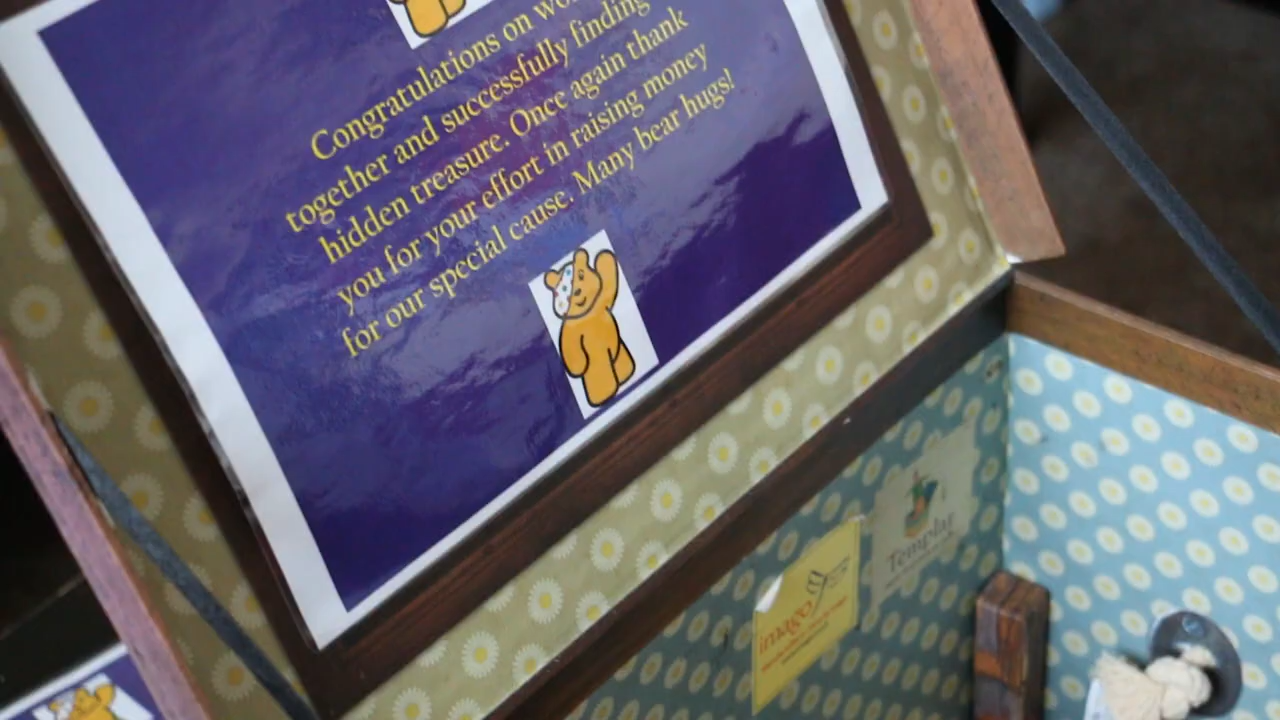 Congratulations on
together and successfully finding
hidden treasure. Once again thank
you for your effort in raising money
for our special cause. Many bear hugs!
Templar
imago